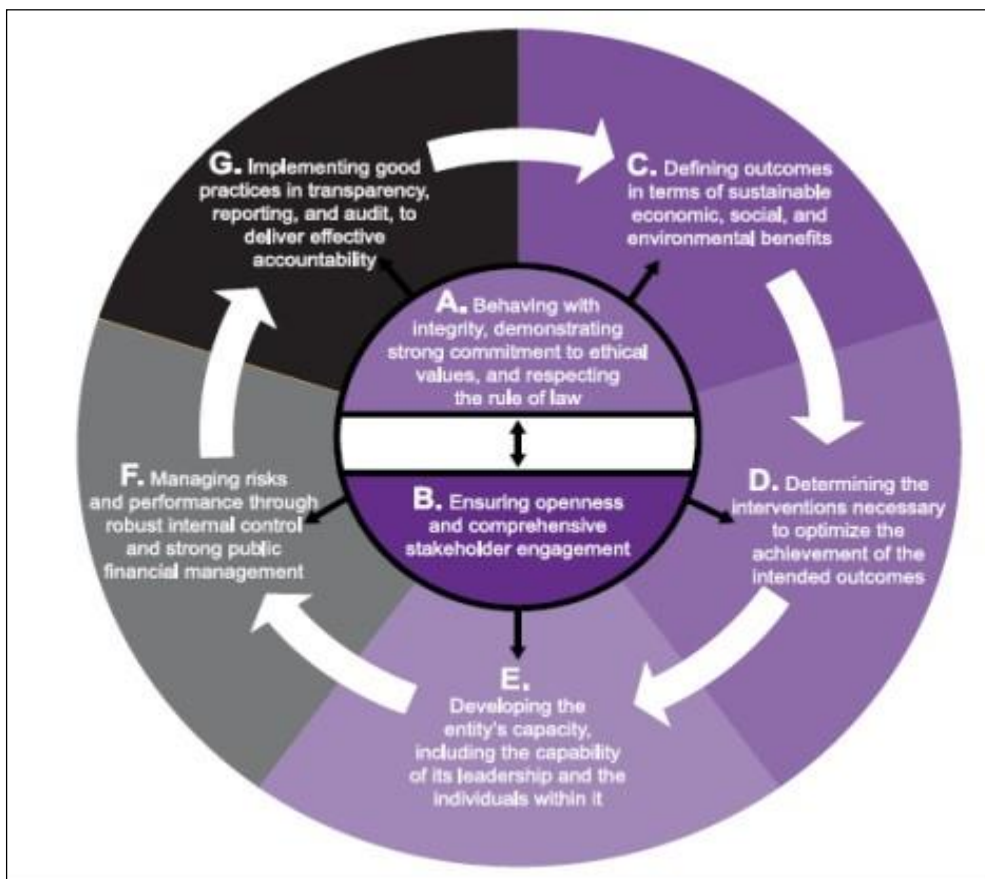 G. Implementing good
practices in transparency,
reporting, and audit, to
deliver effective
accountability
C. Defining outcomes
in terms of sustainable
economic, social, and
environmental benefits
A. Behaving with
integrity, demonstrating
strong commitment to ethical
values, and respecting
the rule of law
B. Ensuring openness
and comprehensive
stakeholder engagement
F. Managing risks
and performance through
robust internal control
and strong public
financial management
D. Determining the
interventions necessary
to optimize the
achievement of the
intended outcomes
E.
Developing the
entity's capacity,
including the capability
of its leadership and the
individuals within it